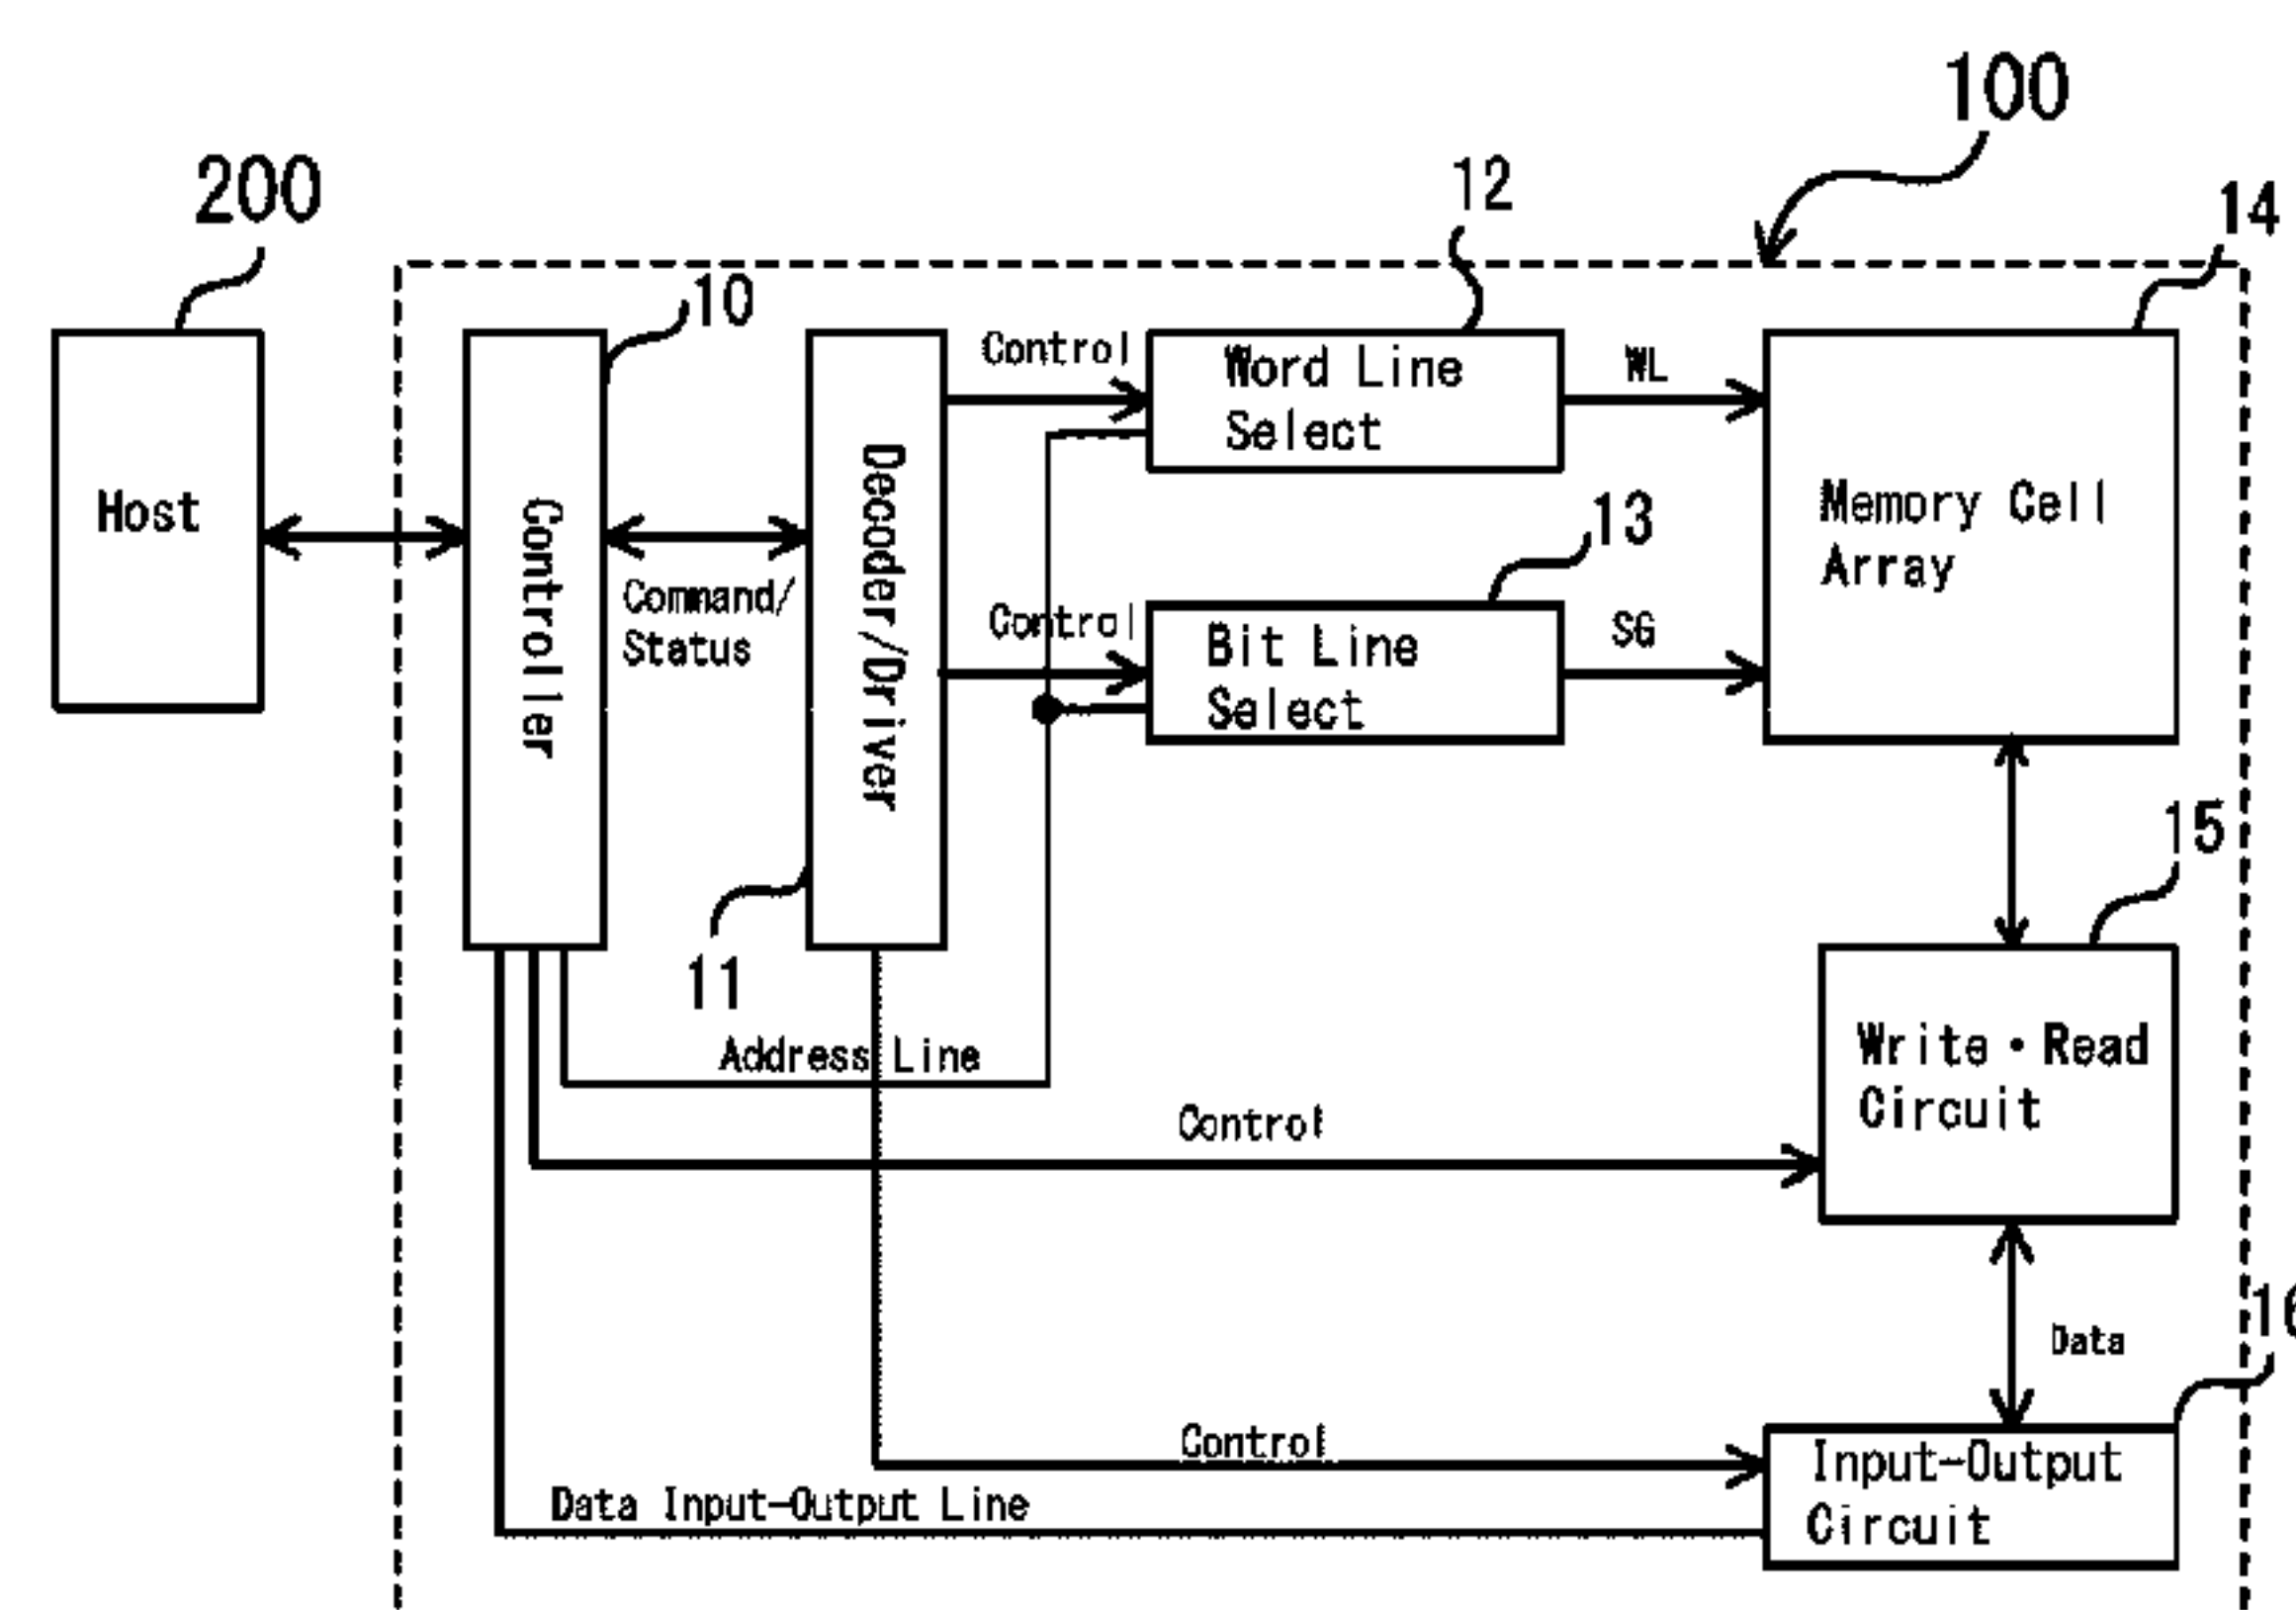 100
200
12
14
10
Control
Word Line
Select
WL
Host
Controller
Command/
Status
Decoder/Driver
13
Memory Cell
Array
Control
Bit Line
Select
SG
15
11
Address Line
Write・Read
Circuit
Control
16
Data
Control
Input-Output
Circuit
Data Input-Output Line